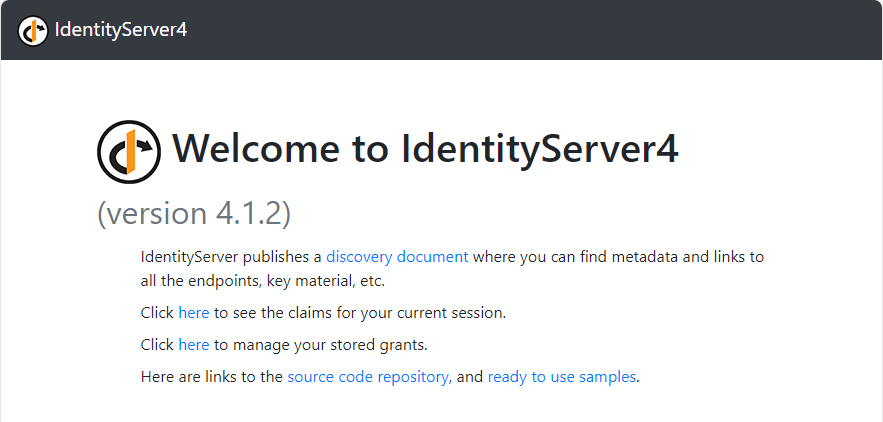 IdentityServer4
Welcome to IdentityServer4
(version 4.1.2)
IdentityServer publishes a discovery document where you can find metadata and links to
all the endpoints, key material, etc.
Click here to see the claims for your current session.
Click here to manage your stored grants.
Here are links to the source code repository, and ready to use samples.